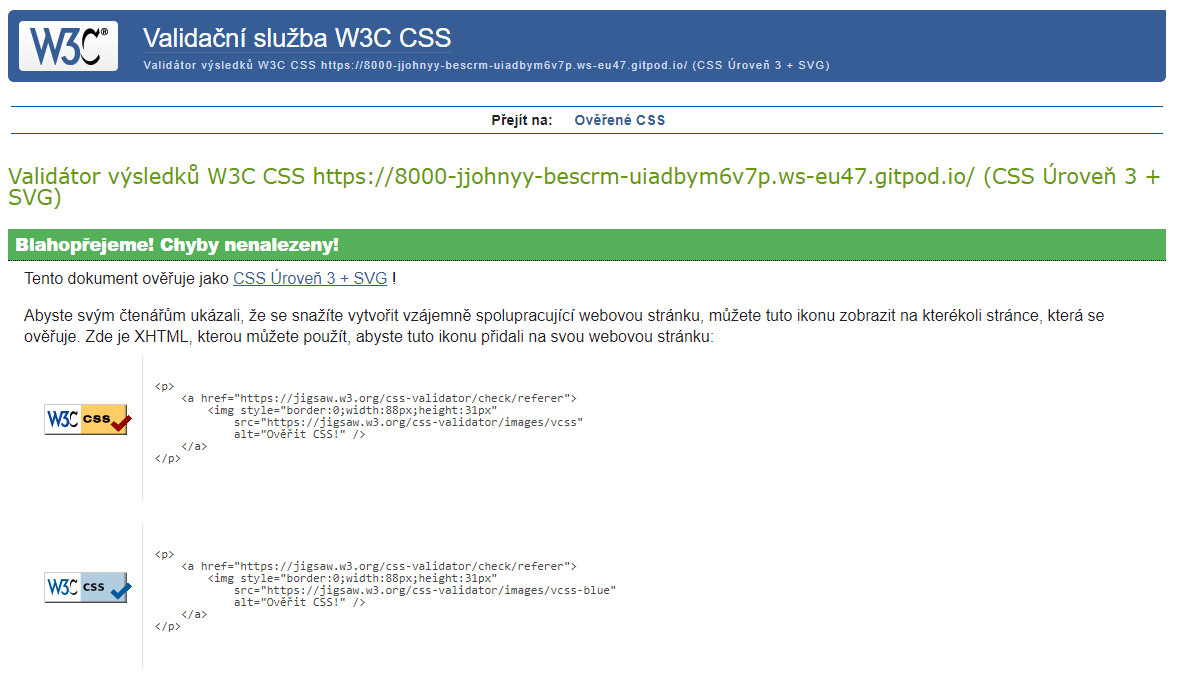 W3C®
Validační služba W3C CSS
Validátor výsledků W3C CSS https://8000-jjohnyy-bescrm-uiadbym6v7p.ws-eu47.gitpod.io/ (CSS Úroveň 3 + SVG)
Přejít na: Ověřené CSS
Validátor výsledků W3C CSS https://8000-jjohnyy-bescrm-uiadbym6v7p.ws-eu47.gitpod.io/ (CSS Úroveň 3 +
SVG)
Blahopřejeme! Chyby nenalezeny!
Tento dokument ověřuje jako CSS Úroveň 3 + SVG !
Abyste svým čtenářům ukázali, že se snažíte vytvořit vzájemně spolupracující webovou stránku, můžete tuto ikonu zobrazit na kterékoli stránce, která se
ověřuje. Zde je XHTML, kterou můžete použít, abyste tuto ikonu přidali na svou webovou stránku:
W3C css
<p>
<a href="https://jigsaw.w3.org/css-validator/check/referer">
<img style="border:0;width:88px;height:31px"
src="https://jigsaw.w3.org/css-validator/images/vcss"
alt="Ověřit CSS!" />
</a>
</p>
W3C css
<p>
<a href="https://jigsaw.w3.org/css-validator/check/referer">
<img style="border:0;width:88px;height:31px"
src="https://jigsaw.w3.org/css-validator/images/vcss-blue"
alt="Ověřit CSS!" />
</a>
</p>